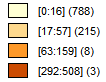 [0:16] (788)
[17:57] (215)
[63:159] (8)
[292:508] (3)